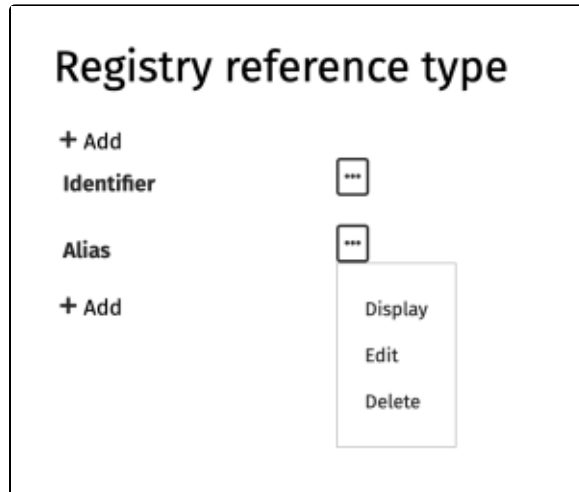 Registry reference type
+ Add
Identifier ...
Alias ...
+ Add
Display
Edit
Delete